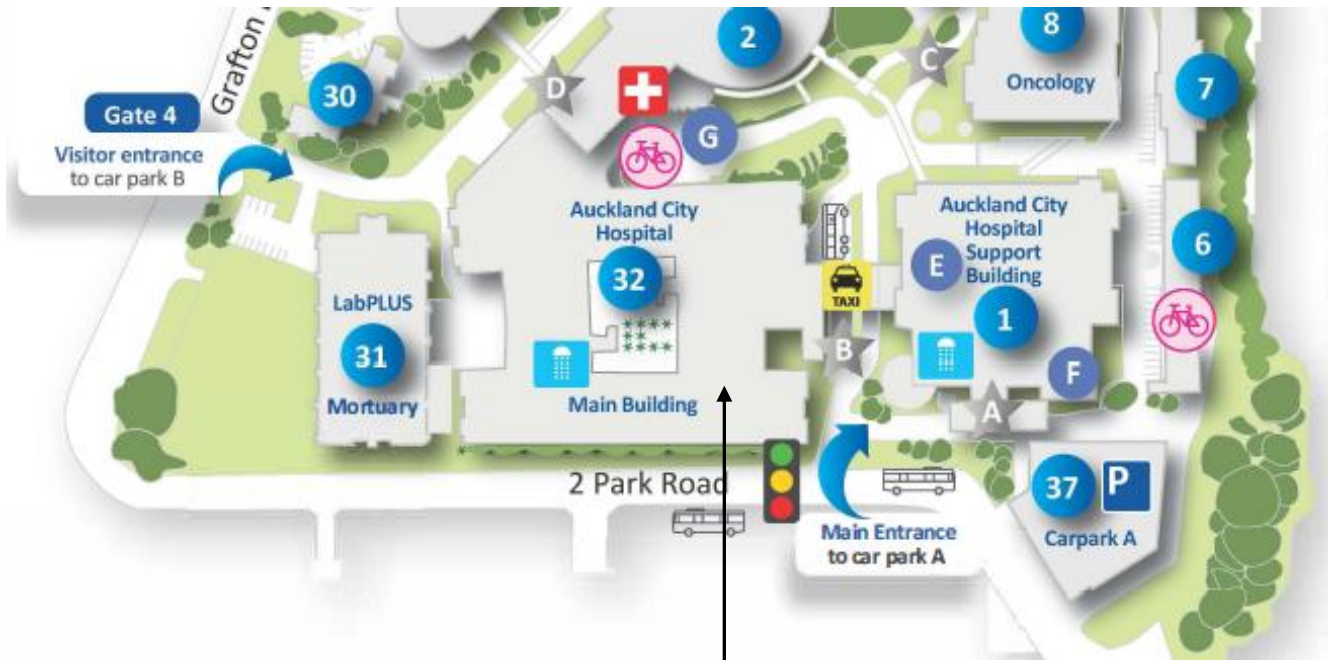 2
8
Oncology
Grafton
30
D
C
7
Gate 4
G
Visitor entrance
to car park B
Auckland City
Hospital
32
Auckland City
Hospital
Support
Building
E
6
TAXI
1
LabPLUS
31
Mortuary
B
F
Main Building
A
2 Park Road
37
P
Carpark A
Main Entrance
to car park A